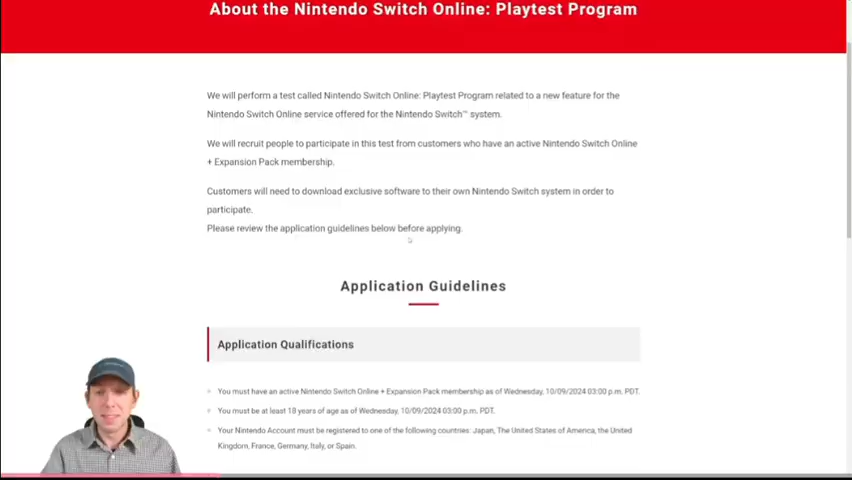 About the Nintendo Switch Online: Playtest Program
We will perform a test called Nintendo Switch Online: Playtest Program related to a new feature for the
Nintendo Switch Online service offered for the Nintendo Switch™ system.
We will recruit people to participate in this test from customers who have an active Nintendo Switch Online
+ Expansion Pack membership.
Customers will need to download exclusive software to their own Nintendo Switch system in order to
participate.
Please review the application guidelines below before applying.
Application Guidelines
Application Qualifications
You must have an active Nintendo Switch Online + Expansion Pack membership as of Wednesday, 10/09/2024 03:00 p.m. PDT.
You must be at least 18 years of age as of Wednesday, 10/09/2024 03:00 p.m. PDT.
Your Nintendo Account must be registered to one of the following countries: Japan, The United States of America, the United
Kingdom, France, Germany, Italy, or Spain.